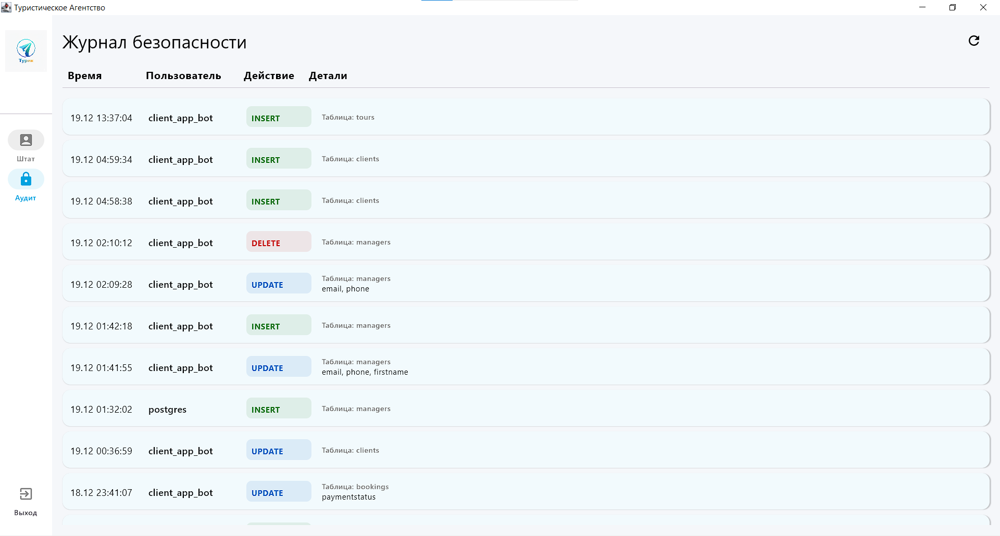 Туристическое Агентство
Турик
Журнал безопасности
Время Пользователь Действие Детали
19.12 13:37:04 client_app_bot INSERT Таблица: tours
19.12 04:59:34 client_app_bot INSERT Таблица: clients
19.12 04:58:38 client_app_bot INSERT Таблица: clients
19.12 02:10:12 client_app_bot DELETE Таблица: managers
19.12 02:09:28 client_app_bot UPDATE Таблица: managers
email, phone
19.12 01:42:18 client_app_bot INSERT Таблица: managers
19.12 01:41:55 client_app_bot UPDATE Таблица: managers
email, phone, firstname
19.12 01:32:02 postgres INSERT Таблица: managers
19.12 00:36:59 client_app_bot UPDATE Таблица: clients
18.12 23:41:07 client_app_bot UPDATE Таблица: bookings
paymentstatus
Штат
Аудит
Выход